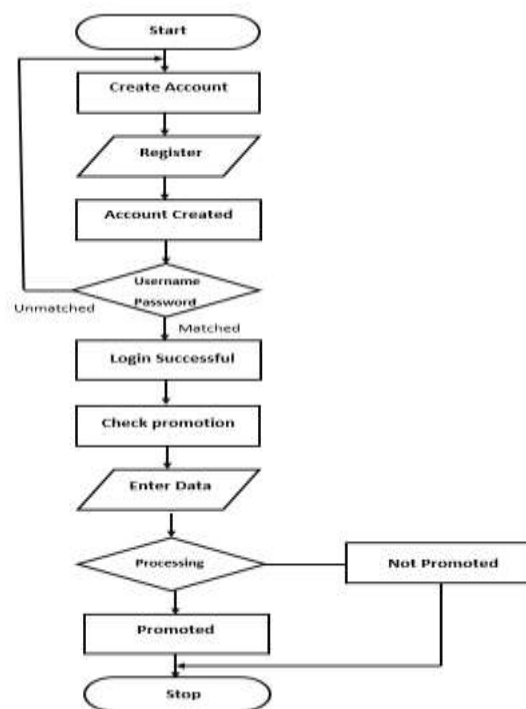 Start
Create Account
Register
Account Created
Username
Password
Unmatched
Matched
Login Successful
Check promotion
Enter Data
Processing
Not Promoted
Promoted
Stop